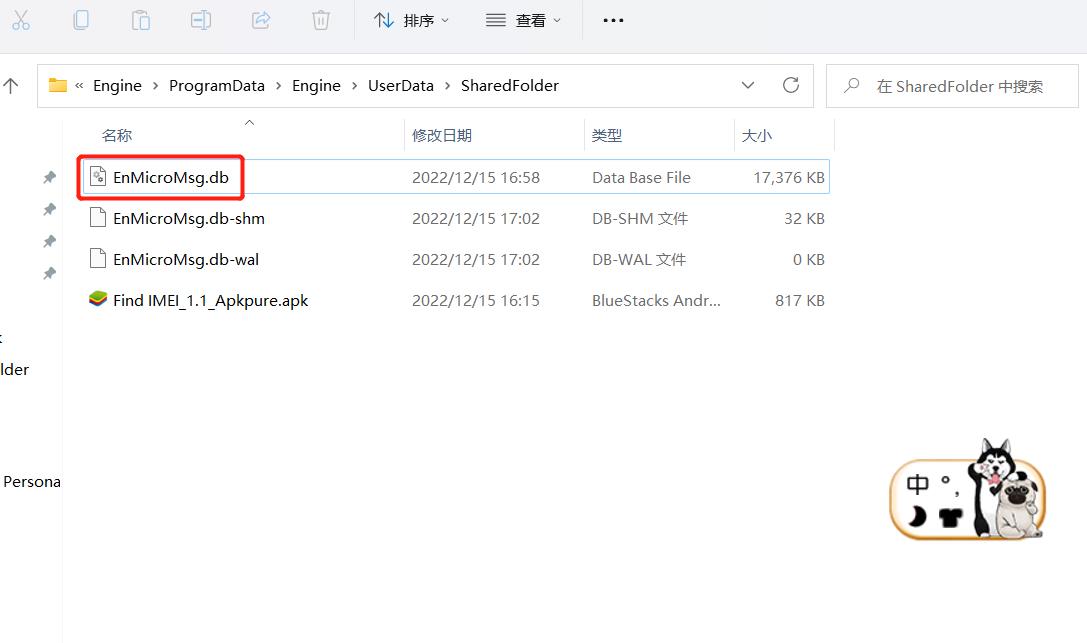 排序 查看 •••
« Engine › ProgramData › Engine › UserData › SharedFolder 在 SharedFolder 中搜索
名称 修改日期 类型 大小
EnMicroMsg.db 2022/12/15 16:58 Data Base File 17,376 KB
EnMicroMsg.db-shm 2022/12/15 17:02 DB-SHM 文件 32 KB
EnMicroMsg.db-wal 2022/12/15 17:02 DB-WAL 文件 0 KB
Find IMEI_1.1_Apkpure.apk 2022/12/15 16:15 BlueStacks Andr... 817 KB
lder
Persona
中 °,